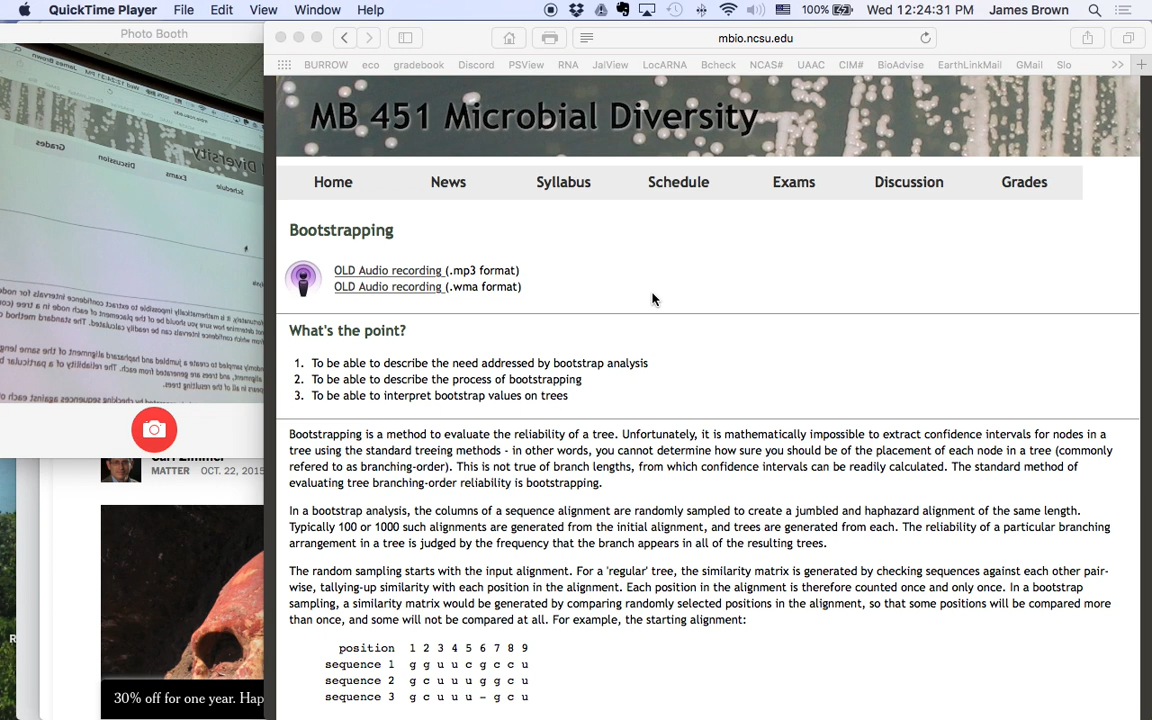 QuickTime Player File Edit View Window Help 100% Wed 12:24:31 PM James Brown
Photo Booth
mbio.ncsu.edu
BURROW eco gradebook Discord PSView RNA JalView LocARNA Bcheck NCAS# UAAC CIM# BioAdvise EarthLinkMail GMail Slo >>
MB 451 Microbial Diversity
Home News Syllabus Schedule Exams Discussion Grades
Bootstrapping
OLD Audio recording (.mp3 format)
OLD Audio recording (.wma format)
What's the point?
1. To be able to describe the need addressed by bootstrap analysis
2. To be able to describe the process of bootstrapping
3. To be able to interpret bootstrap values on trees
Bootstrapping is a method to evaluate the reliability of a tree. Unfortunately, it is mathematically impossible to extract confidence intervals for nodes in a
tree using the standard treeing methods - in other words, you cannot determine how sure you should be of the placement of each node in a tree (commonly
refered to as branching-order). This is not true of branch lengths, from which confidence intervals can be readily calculated. The standard method of
evaluating tree branching-order reliability is bootstrapping.
In a bootstrap analysis, the columns of a sequence alignment are randomly sampled to create a jumbled and haphazard alignment of the same length.
Typically 100 or 1000 such alignments are generated from the initial alignment, and trees are generated from each. The reliability of a particular branching
arrangement in a tree is judged by the frequency that the branch appears in all of the resulting trees.
The random sampling starts with the input alignment. For a 'regular' tree, the similarity matrix is generated by checking sequences against each other pair-
wise, tallying-up similarity with each position in the alignment. Each position in the alignment is therefore counted once and only once. In a bootstrap
sampling, a similarity matrix would be generated by comparing randomly selected positions in the alignment, so that some positions will be compared more
than once, and some will not be compared at all. For example, the starting alignment:
position 1 2 3 4 5 6 7 8 9
sequence 1 g g u u c g c c u
sequence 2 g c u u u g g c u
sequence 3 g c u u u - g c u
MATTER OCT. 22, 2015
30% off for one year. Hap